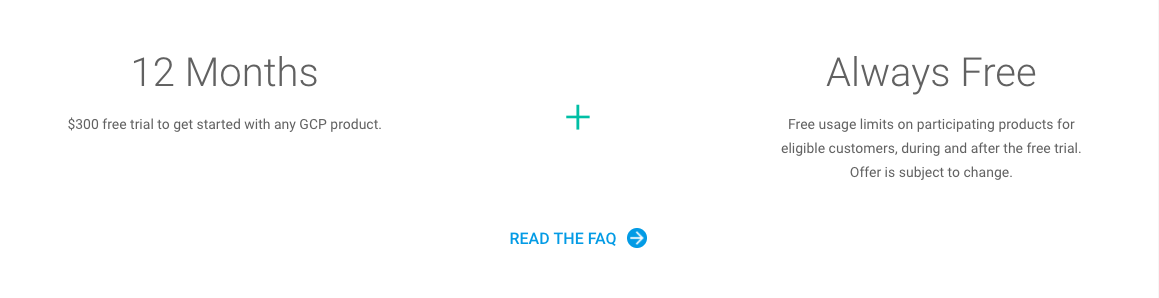 12 Months
$300 free trial to get started with any GCP product.
+
Always Free
Free usage limits on participating products for
eligible customers, during and after the free trial.
Offer is subject to change.
READ THE FAQ